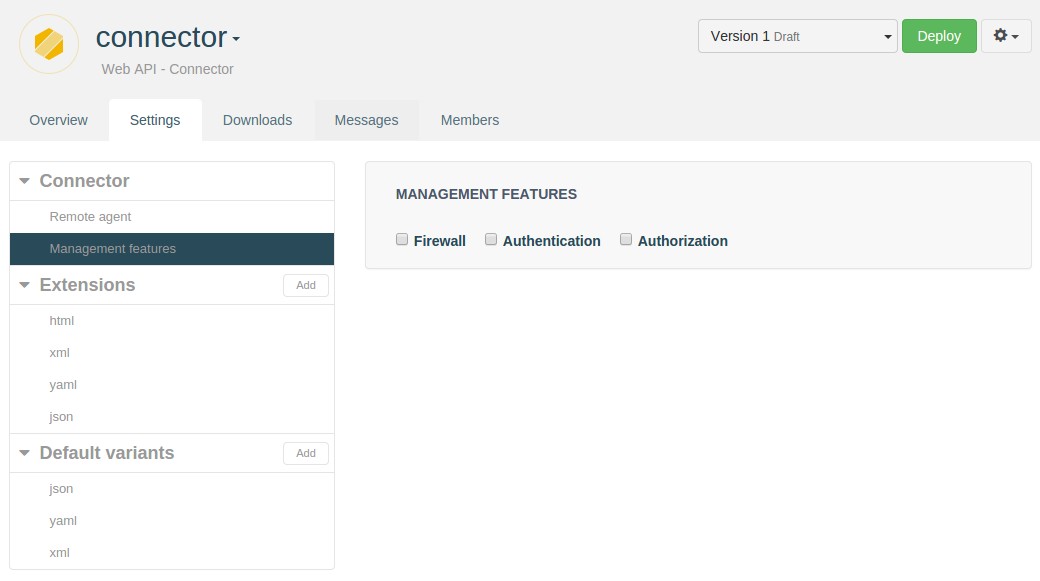 connector
Web API - Connector
Version 1 Draft
Deploy
Overview
Settings
Downloads
Messages
Members
Connector
Remote agent
Management features
Extensions
Add
html
xml
yaml
json
Default variants
Add
json
yaml
xml
MANAGEMENT FEATURES
Firewall
Authentication
Authorization